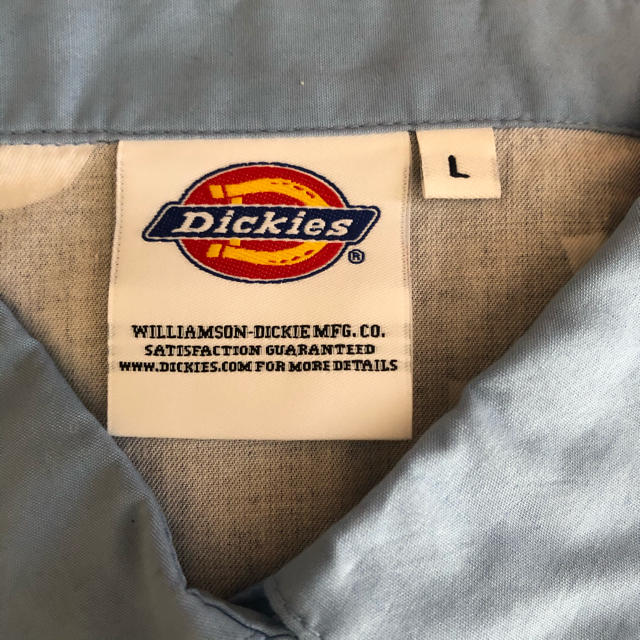 Dickies
®
L
WILLIAMSON-DICKIE MFG. CO.
SATISFACTION GUARANTEED
WWW.DICKIES.COM FOR MORE DETAILS